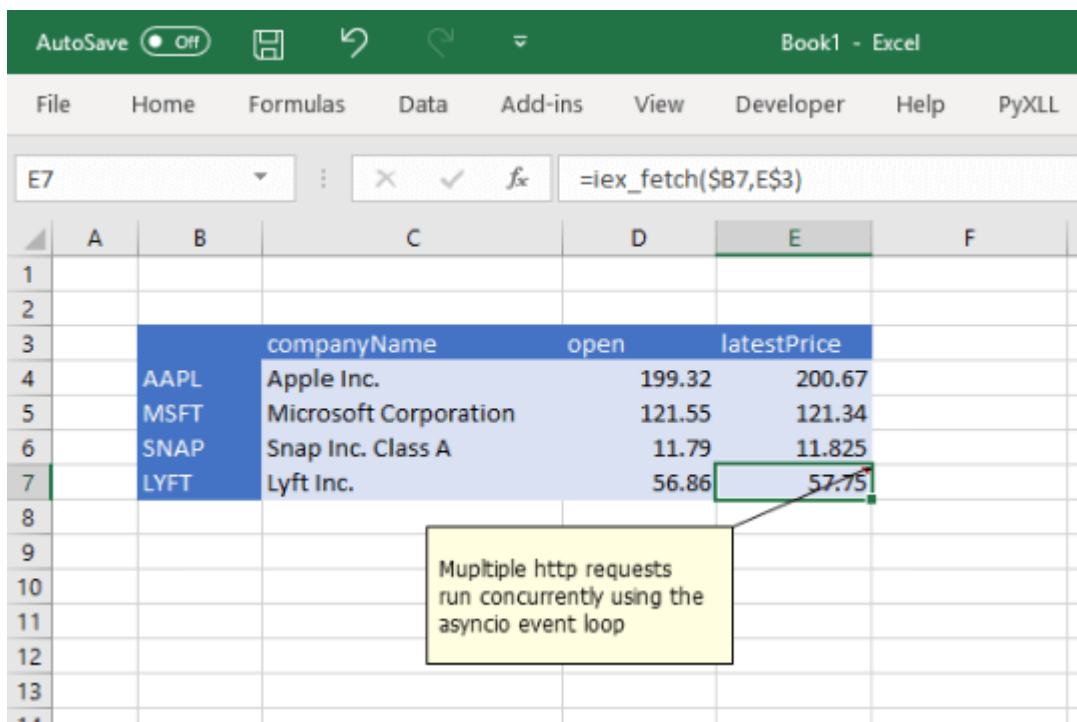 AutoSave Off Book1 - Excel
File Home Formulas Data Add-ins View Developer Help PyXLL
E7 fx =iex_fetch($B7,E$3)
A B C D E F
1
2
3 companyName open latestPrice
4 AAPL Apple Inc. 199.32 200.67
5 MSFT Microsoft Corporation 121.55 121.34
6 SNAP Snap Inc. Class A 11.79 11.825
7 LYFT Lyft Inc. 56.86 57.75
8
9
10 Mupltiple http requests
11 run concurrently using the
asyncio event loop
12
13
14